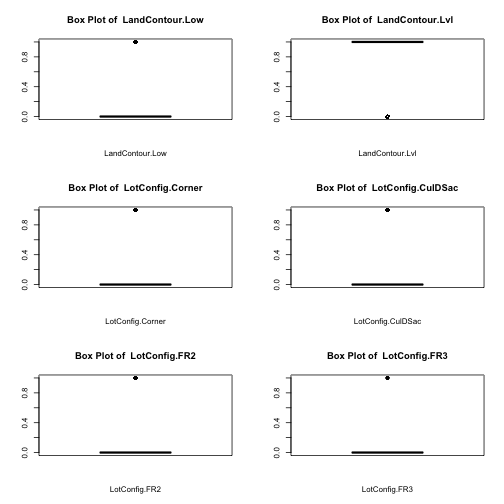 Box Plot of  LandContour.Low
0.0 0.4 0.8
LandContour.Low
Box Plot of  LandContour.Lvl
0.0 0.4 0.8
LandContour.Lvl
Box Plot of  LotConfig.Corner
0.0 0.4 0.8
LotConfig.Corner
Box Plot of  LotConfig.CulDSac
0.0 0.4 0.8
LotConfig.CulDSac
Box Plot of  LotConfig.FR2
0.0 0.4 0.8
LotConfig.FR2
Box Plot of  LotConfig.FR3
0.0 0.4 0.8
LotConfig.FR3